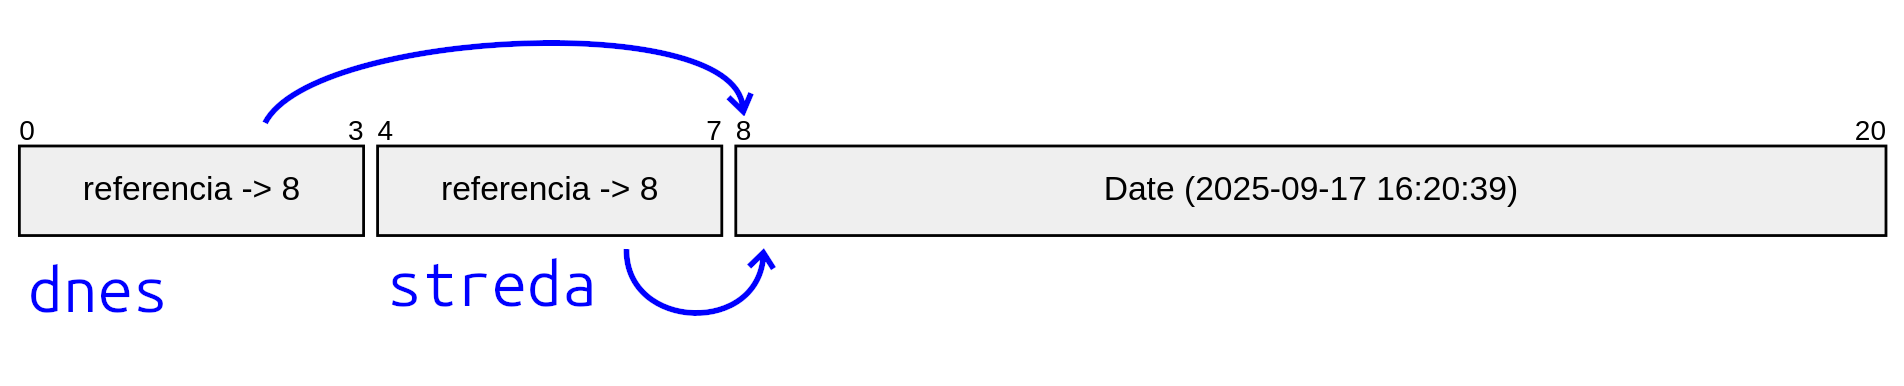 0 3 4 7 8 20
referencia -> 8 referencia -> 8 Date (2025-09-17 16:20:39)
dnes streda